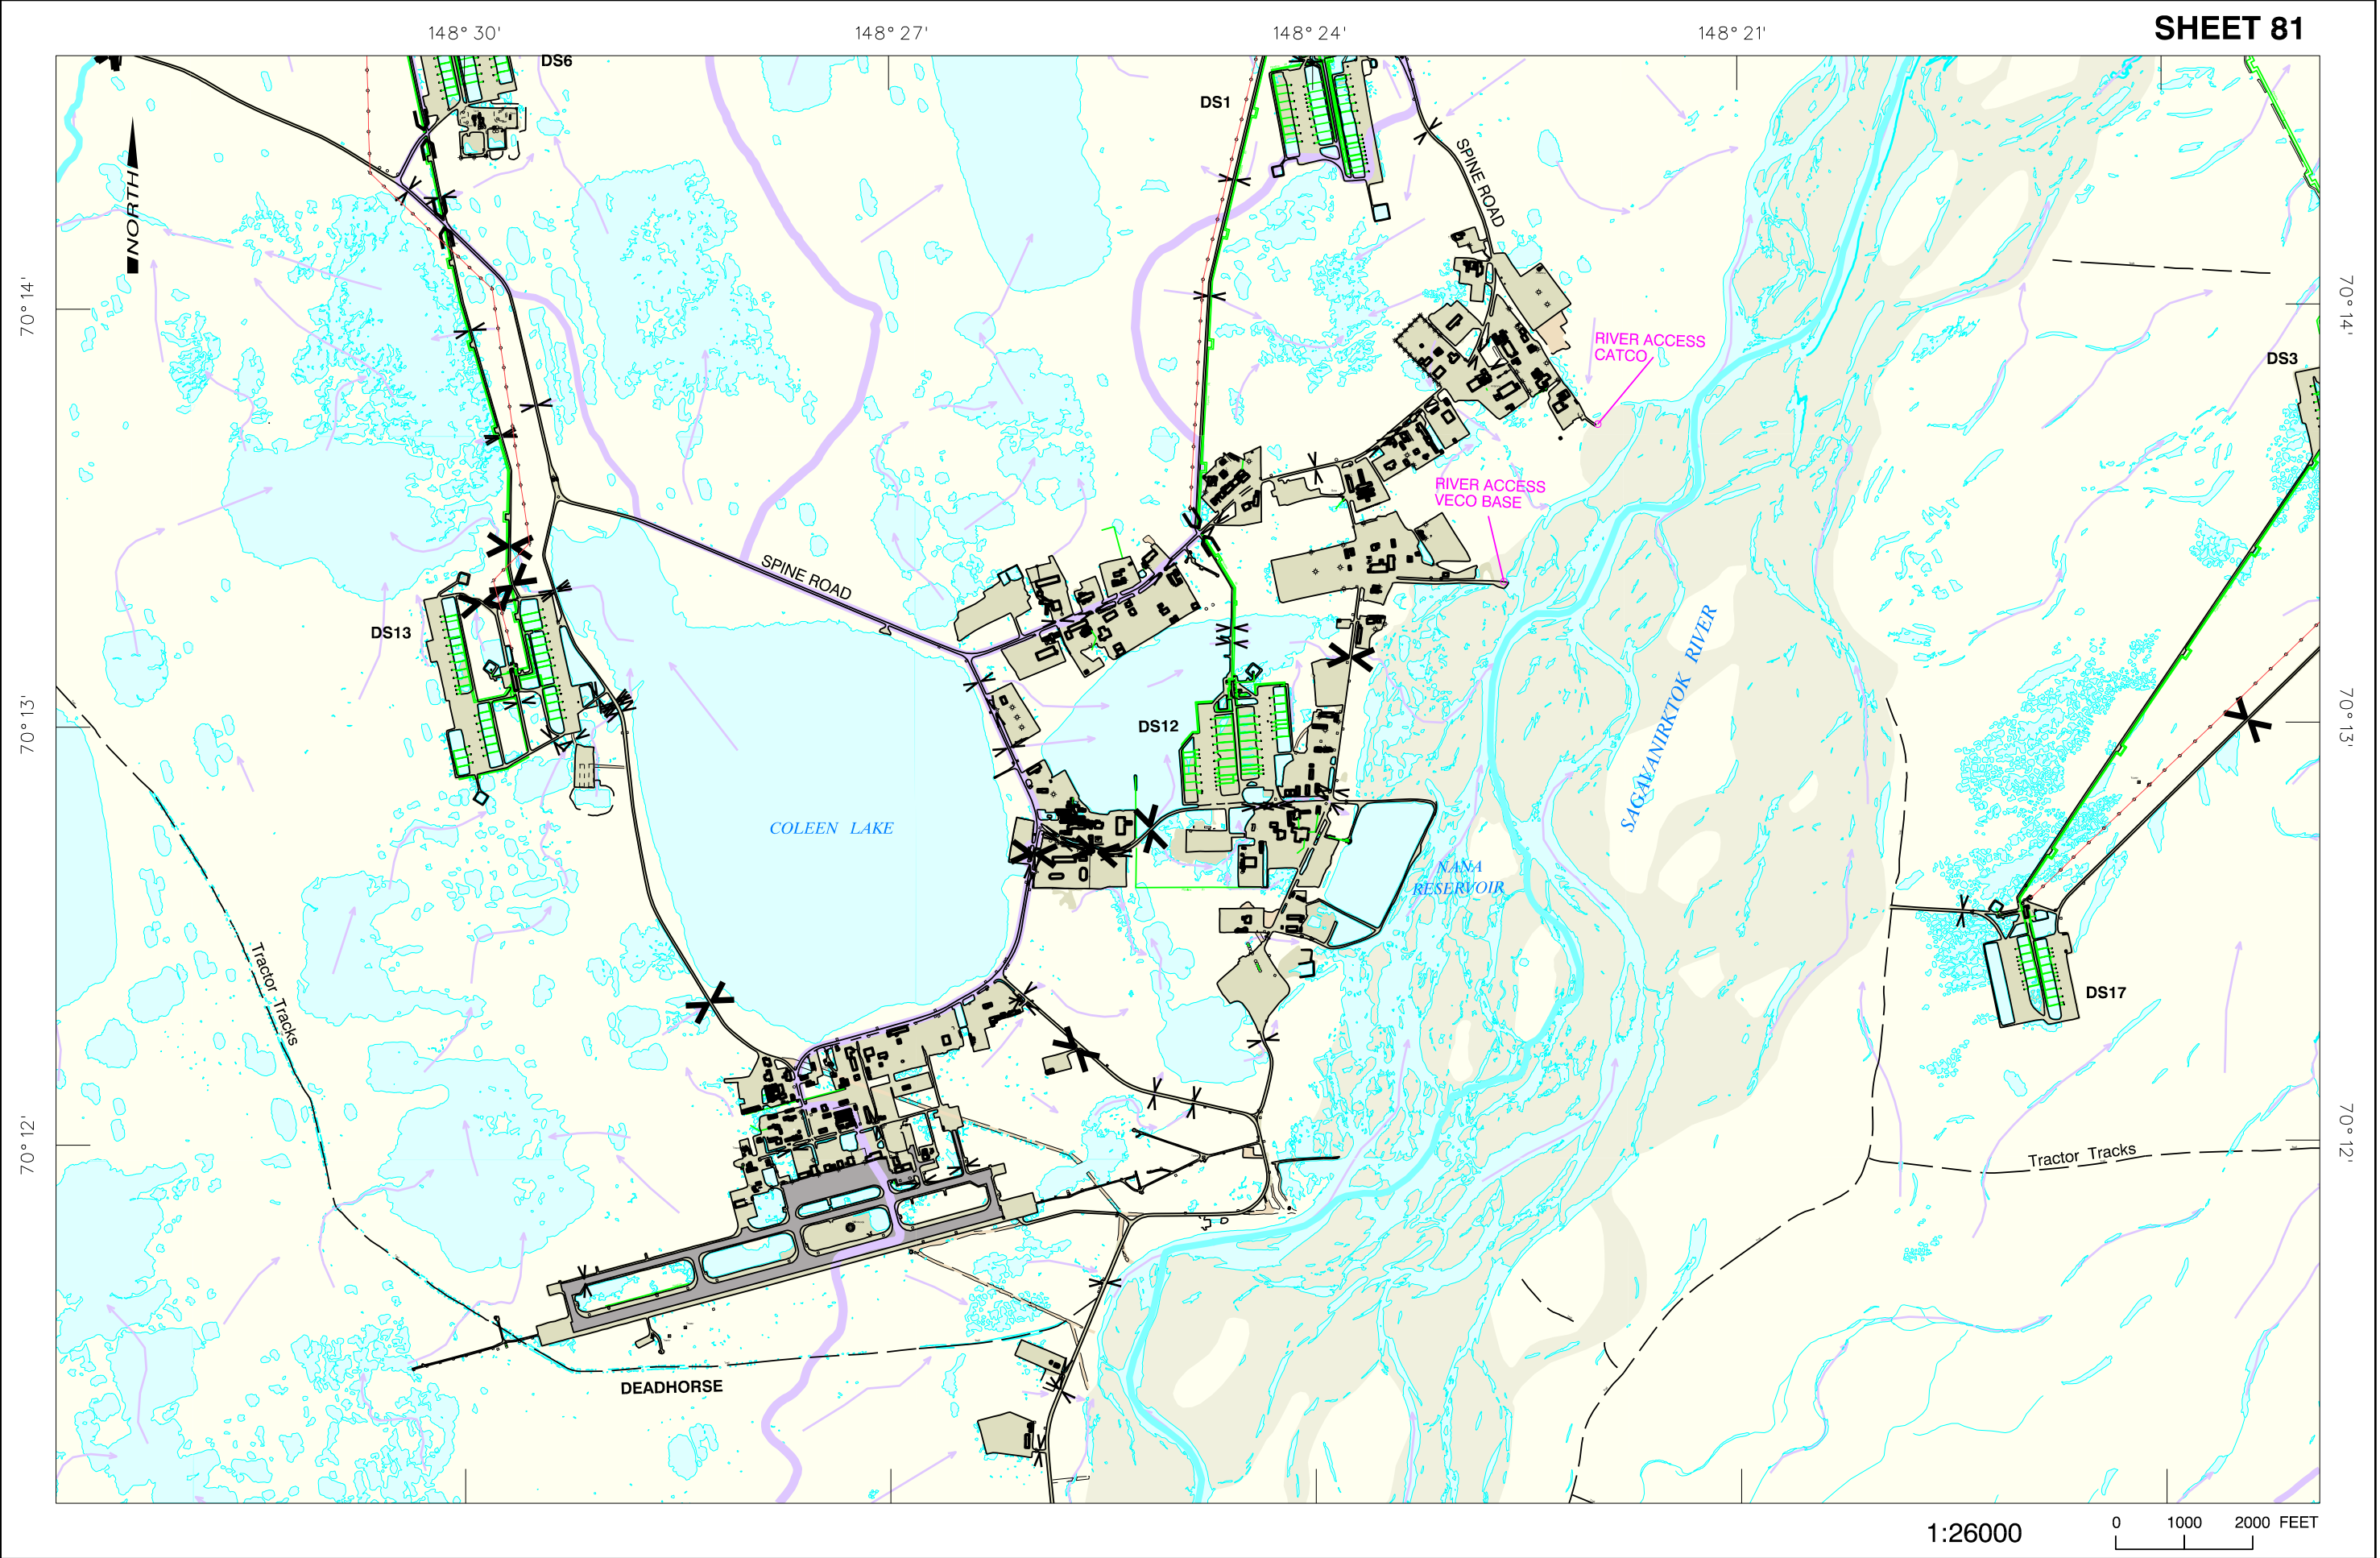 SHEET 81
148° 30'
148° 27'
148° 24'
148° 21'
DS6
DS1
NORTH
SPINE ROAD
70° 14'
70° 14'
RIVER ACCESS
CATCO
DS3
RIVER ACCESS
VECO BASE
SPINE ROAD
DS13
SAGAVANIRKTOK RIVER
70° 13'
70° 13'
DS12
COLEEN LAKE
NANA
RESERVOIR
Tractor Tracks
DS17
70° 12'
70° 12'
Tractor Tracks
DEADHORSE
1:26000
0 1000 2000 FEET